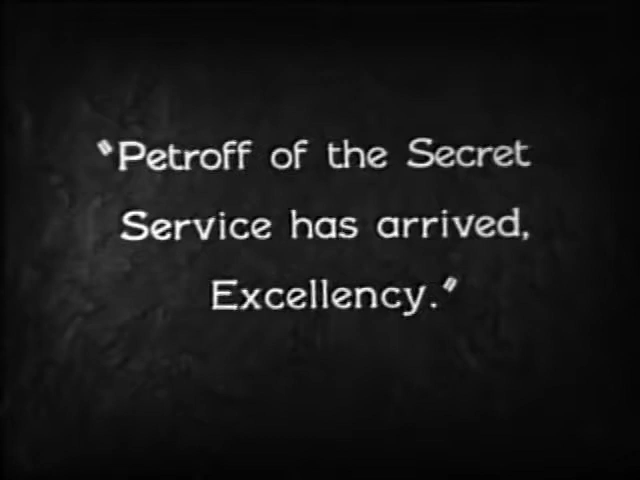 "Petroff of the Secret
Service has arrived,
Excellency."